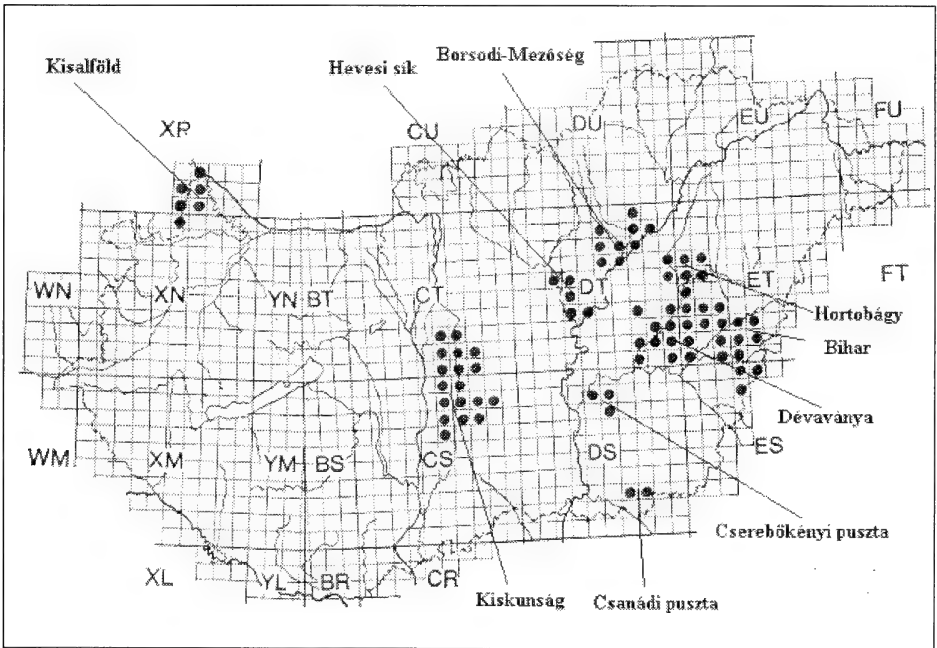 Borsodi-Mezőség
Kisalföld
Hevesi sík
XP
CU
DU
EU
FU
WN
XN
YN
BT
CT
DT
ET
FT
Hortobágy
Bihar
Dévaványa
WM
XM
YM
BS
CS
DS
ES
Cserebökényi puszta
XL
YL
BR
CR
Kiskunság
Csanádi puszta